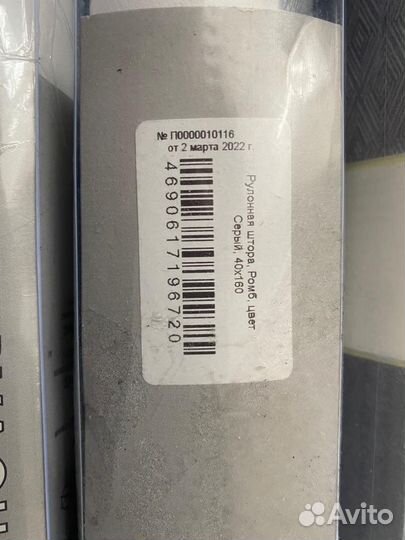 № П0000010116
от 2 марта 2022 г.
Рулонная штора, Ромб, цвет
Серый, 40х160
4690617196720
Avito